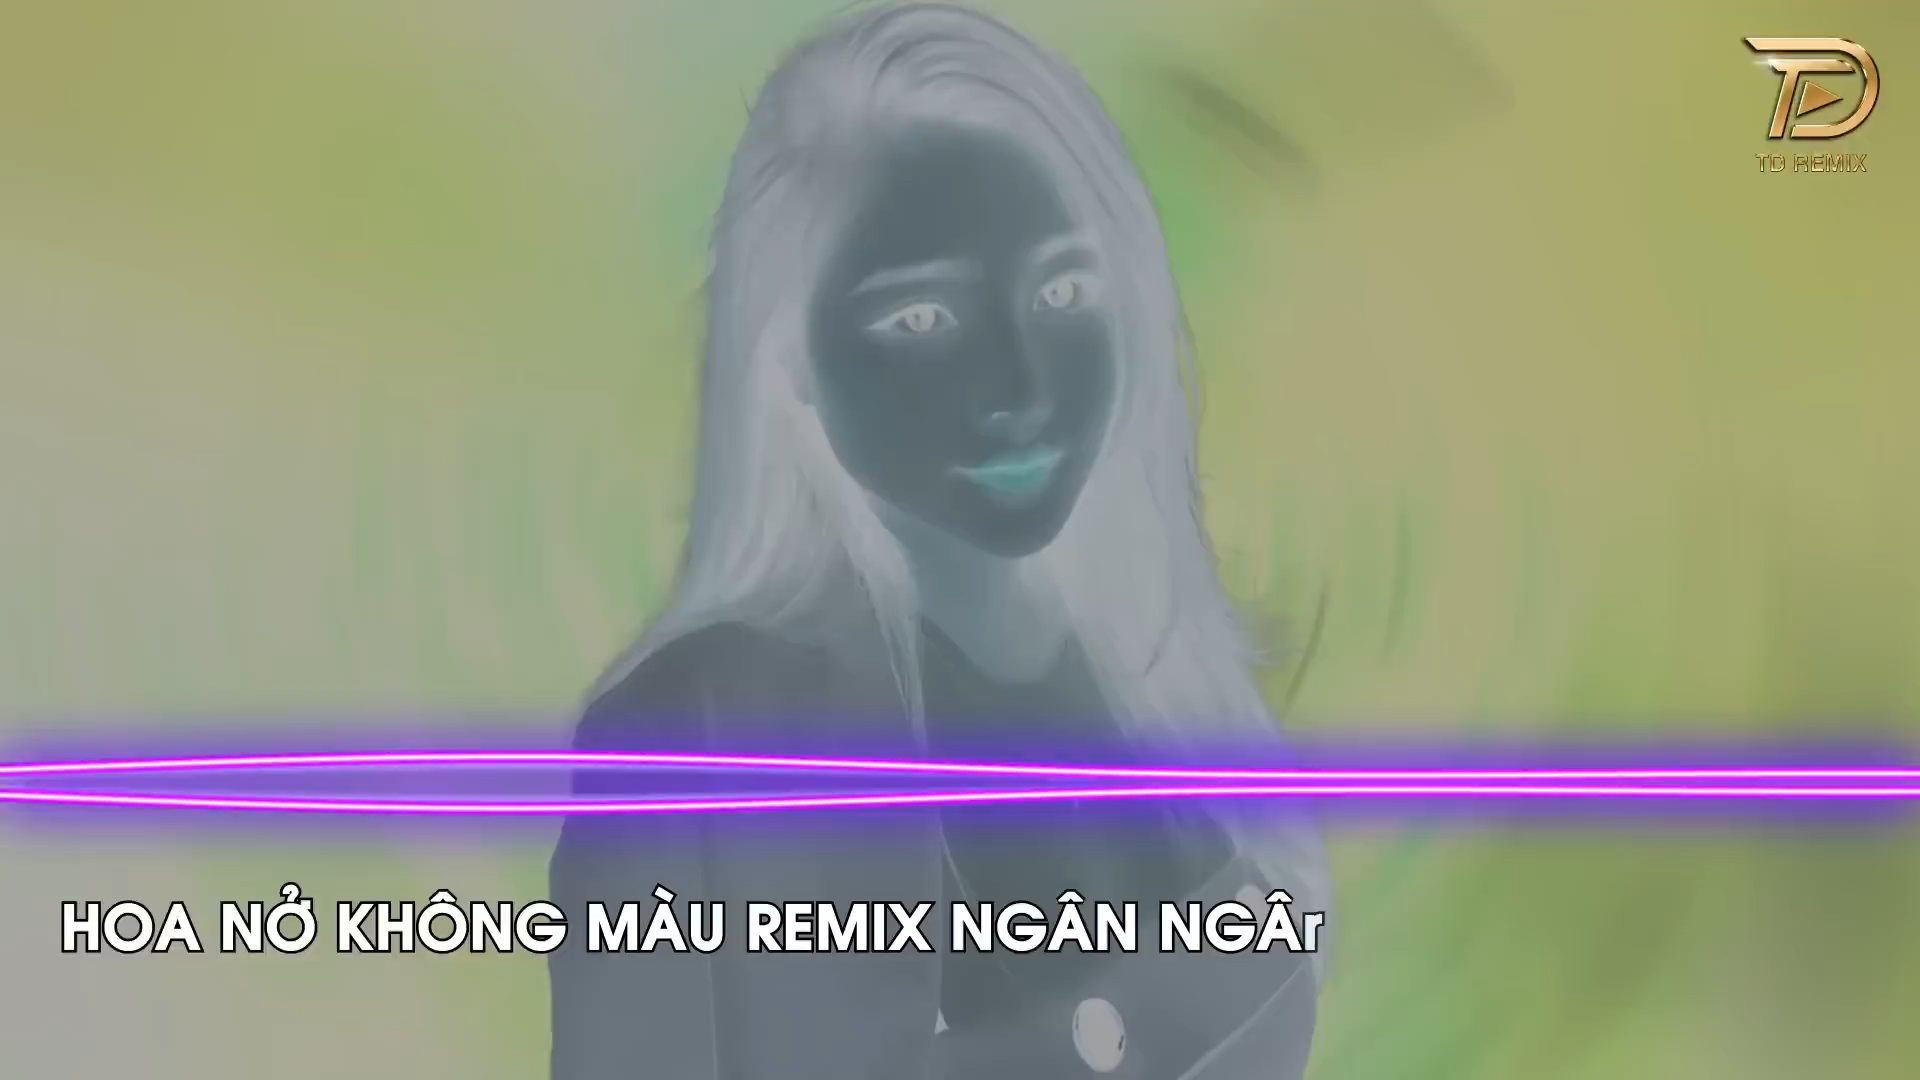 TD REMIX
HOA NỞ KHÔNG MÀU REMIX NGÂN NGÂ